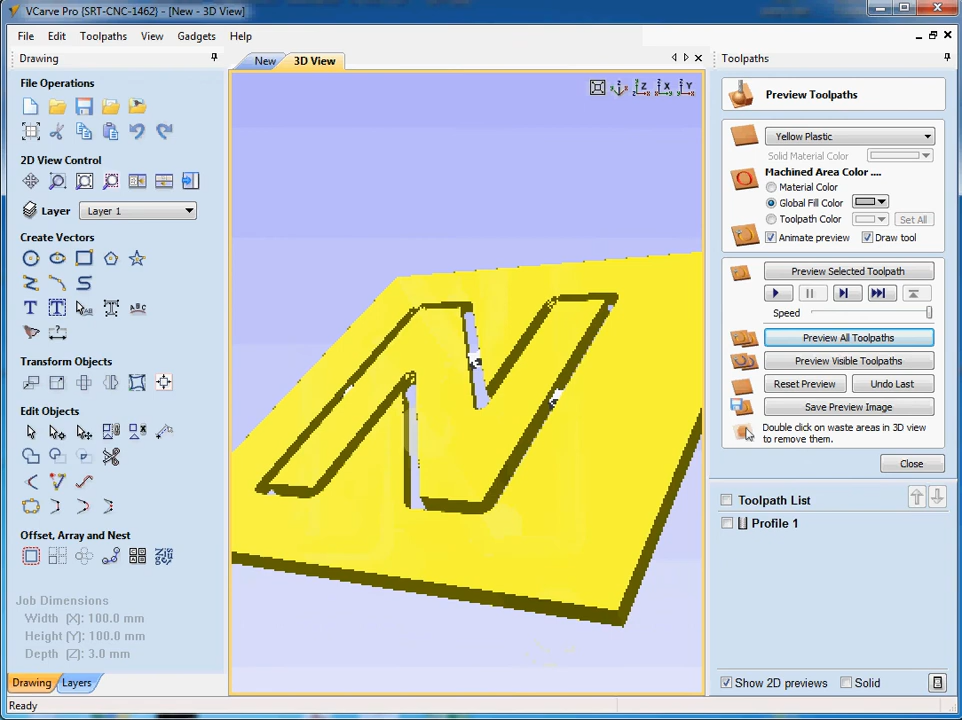 VCarve Pro {SRT-CNC-1462} - [New - 3D View]
File Edit Toolpaths View Gadgets Help
Drawing
File Operations
2D View Control
Layer Layer 1
Create Vectors
Transform Objects
Edit Objects
Offset, Array and Nest
Job Dimensions
Width (X): 100.0 mm
Height (Y): 100.0 mm
Depth (Z): 3.0 mm
Drawing Layers
Ready
New 3D View
Toolpaths
Preview Toolpaths
Yellow Plastic
Solid Material Color
Machined Area Color ....
Material Color
Global Fill Color
Toolpath Color Set All
Animate preview Draw tool
Preview Selected Toolpath
Speed
Preview All Toolpaths
Preview Visible Toolpaths
Reset Preview Undo Last
Save Preview Image
Double click on waste areas in 3D view
to remove them.
Close
Toolpath List
Profile 1
Show 2D previews Solid